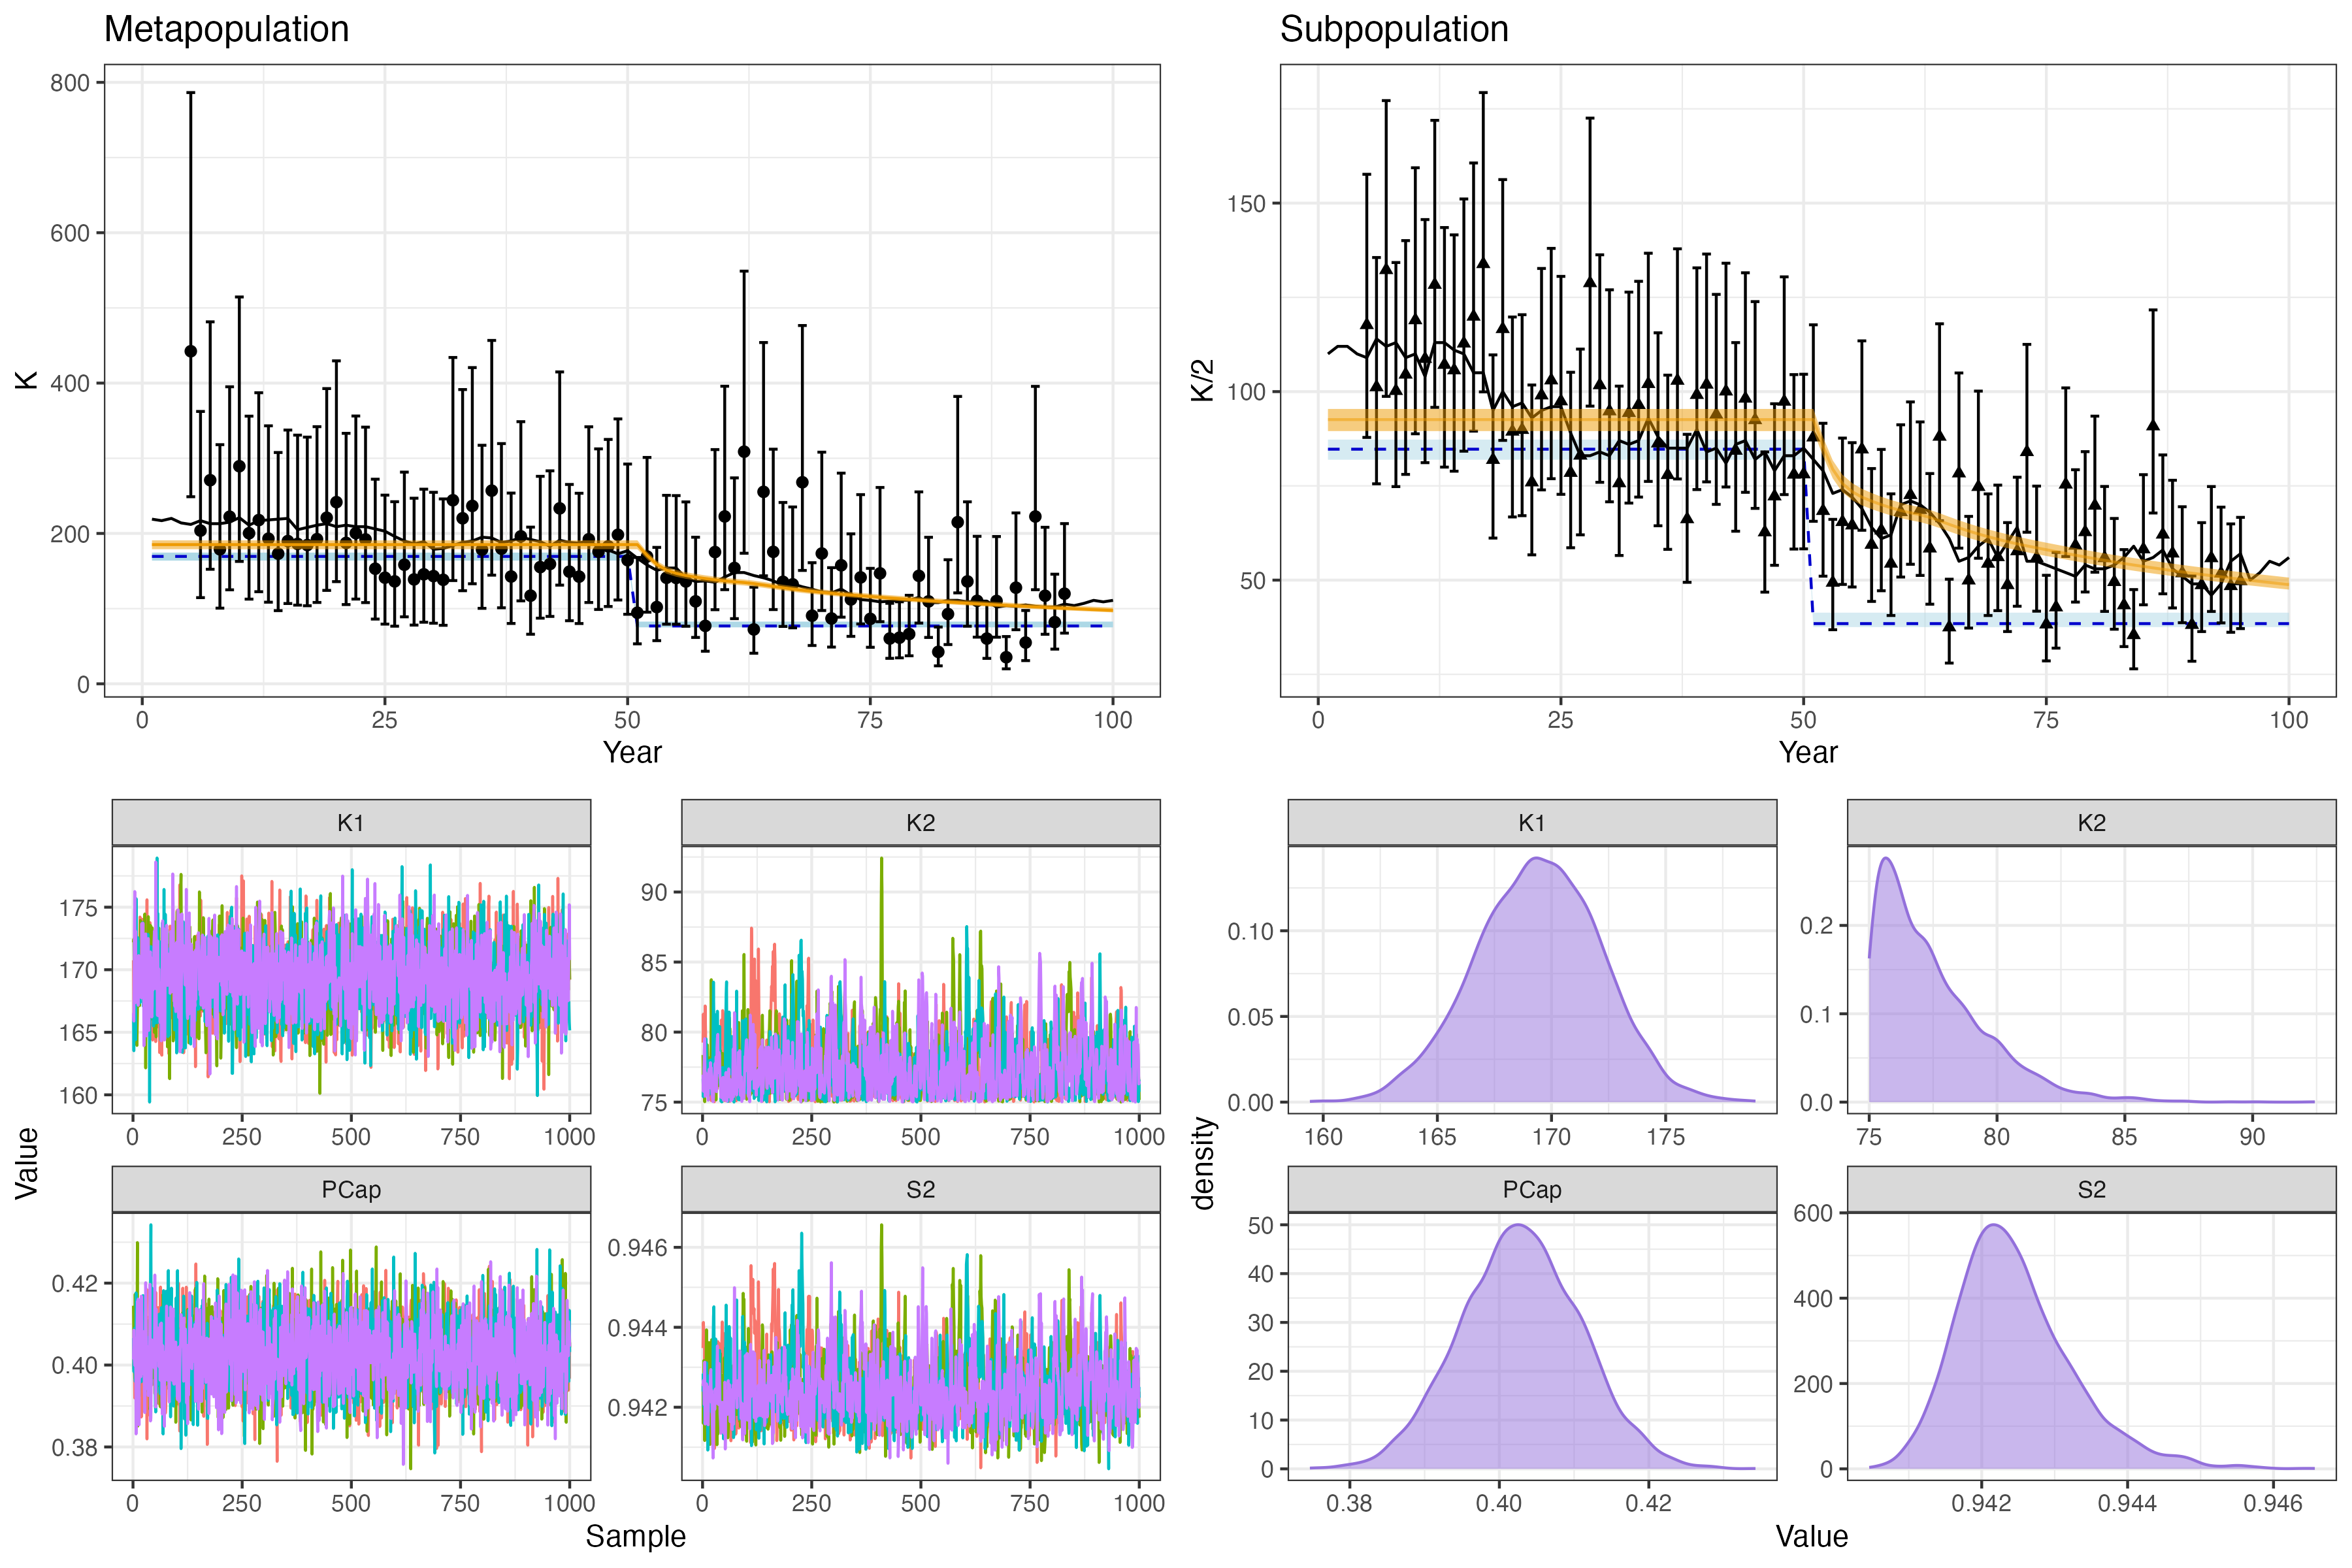 Metapopulation
Subpopulation
800
600
400
200
0
K
0 25 50 75 100
Year
150
100
50
K/2
0 25 50 75 100
Year
K1
K2
175
170
165
160
0 250 500 750 1000
90
85
80
75
0 250 500 750 1000
PCap
S2
0.42
0.40
0.38
0 250 500 750 1000
0.946
0.944
0.942
0 250 500 750 1000
Value
Sample
K1
K2
0.10
0.05
0.00
160 165 170 175
0.2
0.1
0.0
75 80 85 90
PCap
S2
50
40
30
20
10
0
0.38 0.40 0.42
600
400
200
0
0.942 0.944 0.946
density
Value